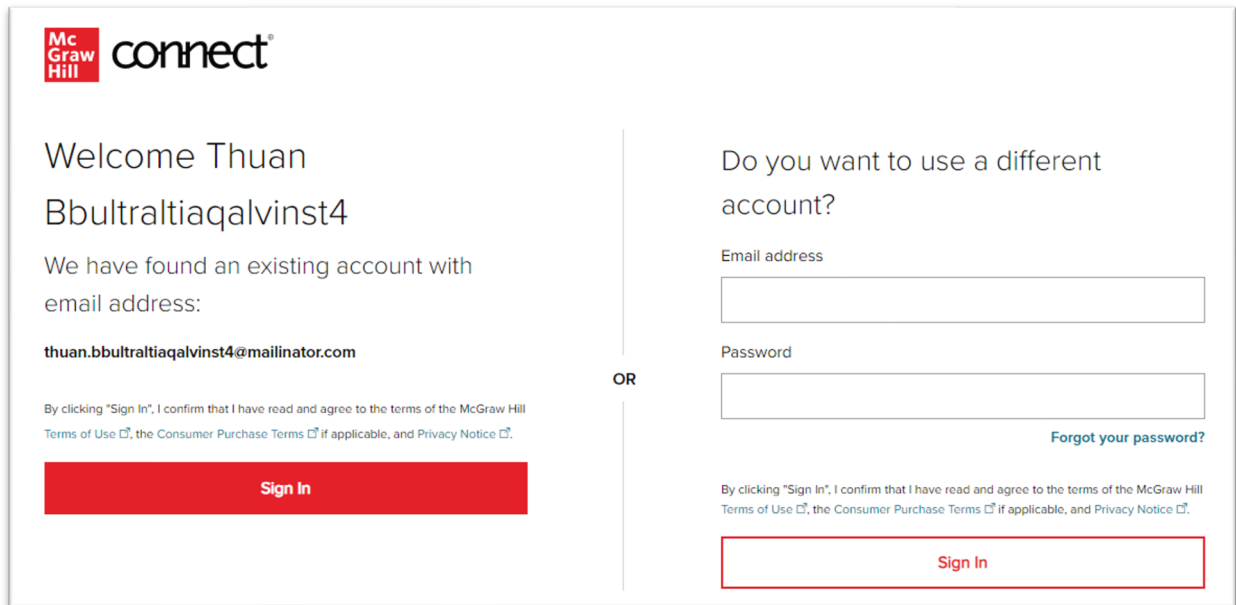 Mc
Graw
Hill
connect®
Welcome Thuan
Bbultraltiaqalvinst4
We have found an existing account with
email address:
thuan.bbultraltiaqalvinst4@mailinator.com
By clicking "Sign In", I confirm that I have read and agree to the terms of the McGraw Hill
Terms of Use, the Consumer Purchase Terms if applicable, and Privacy Notice.
Sign In
OR
Do you want to use a different
account?
Email address
Password
Forgot your password?
By clicking "Sign In", I confirm that I have read and agree to the terms of the McGraw Hill
Terms of Use, the Consumer Purchase Terms if applicable, and Privacy Notice.
Sign In